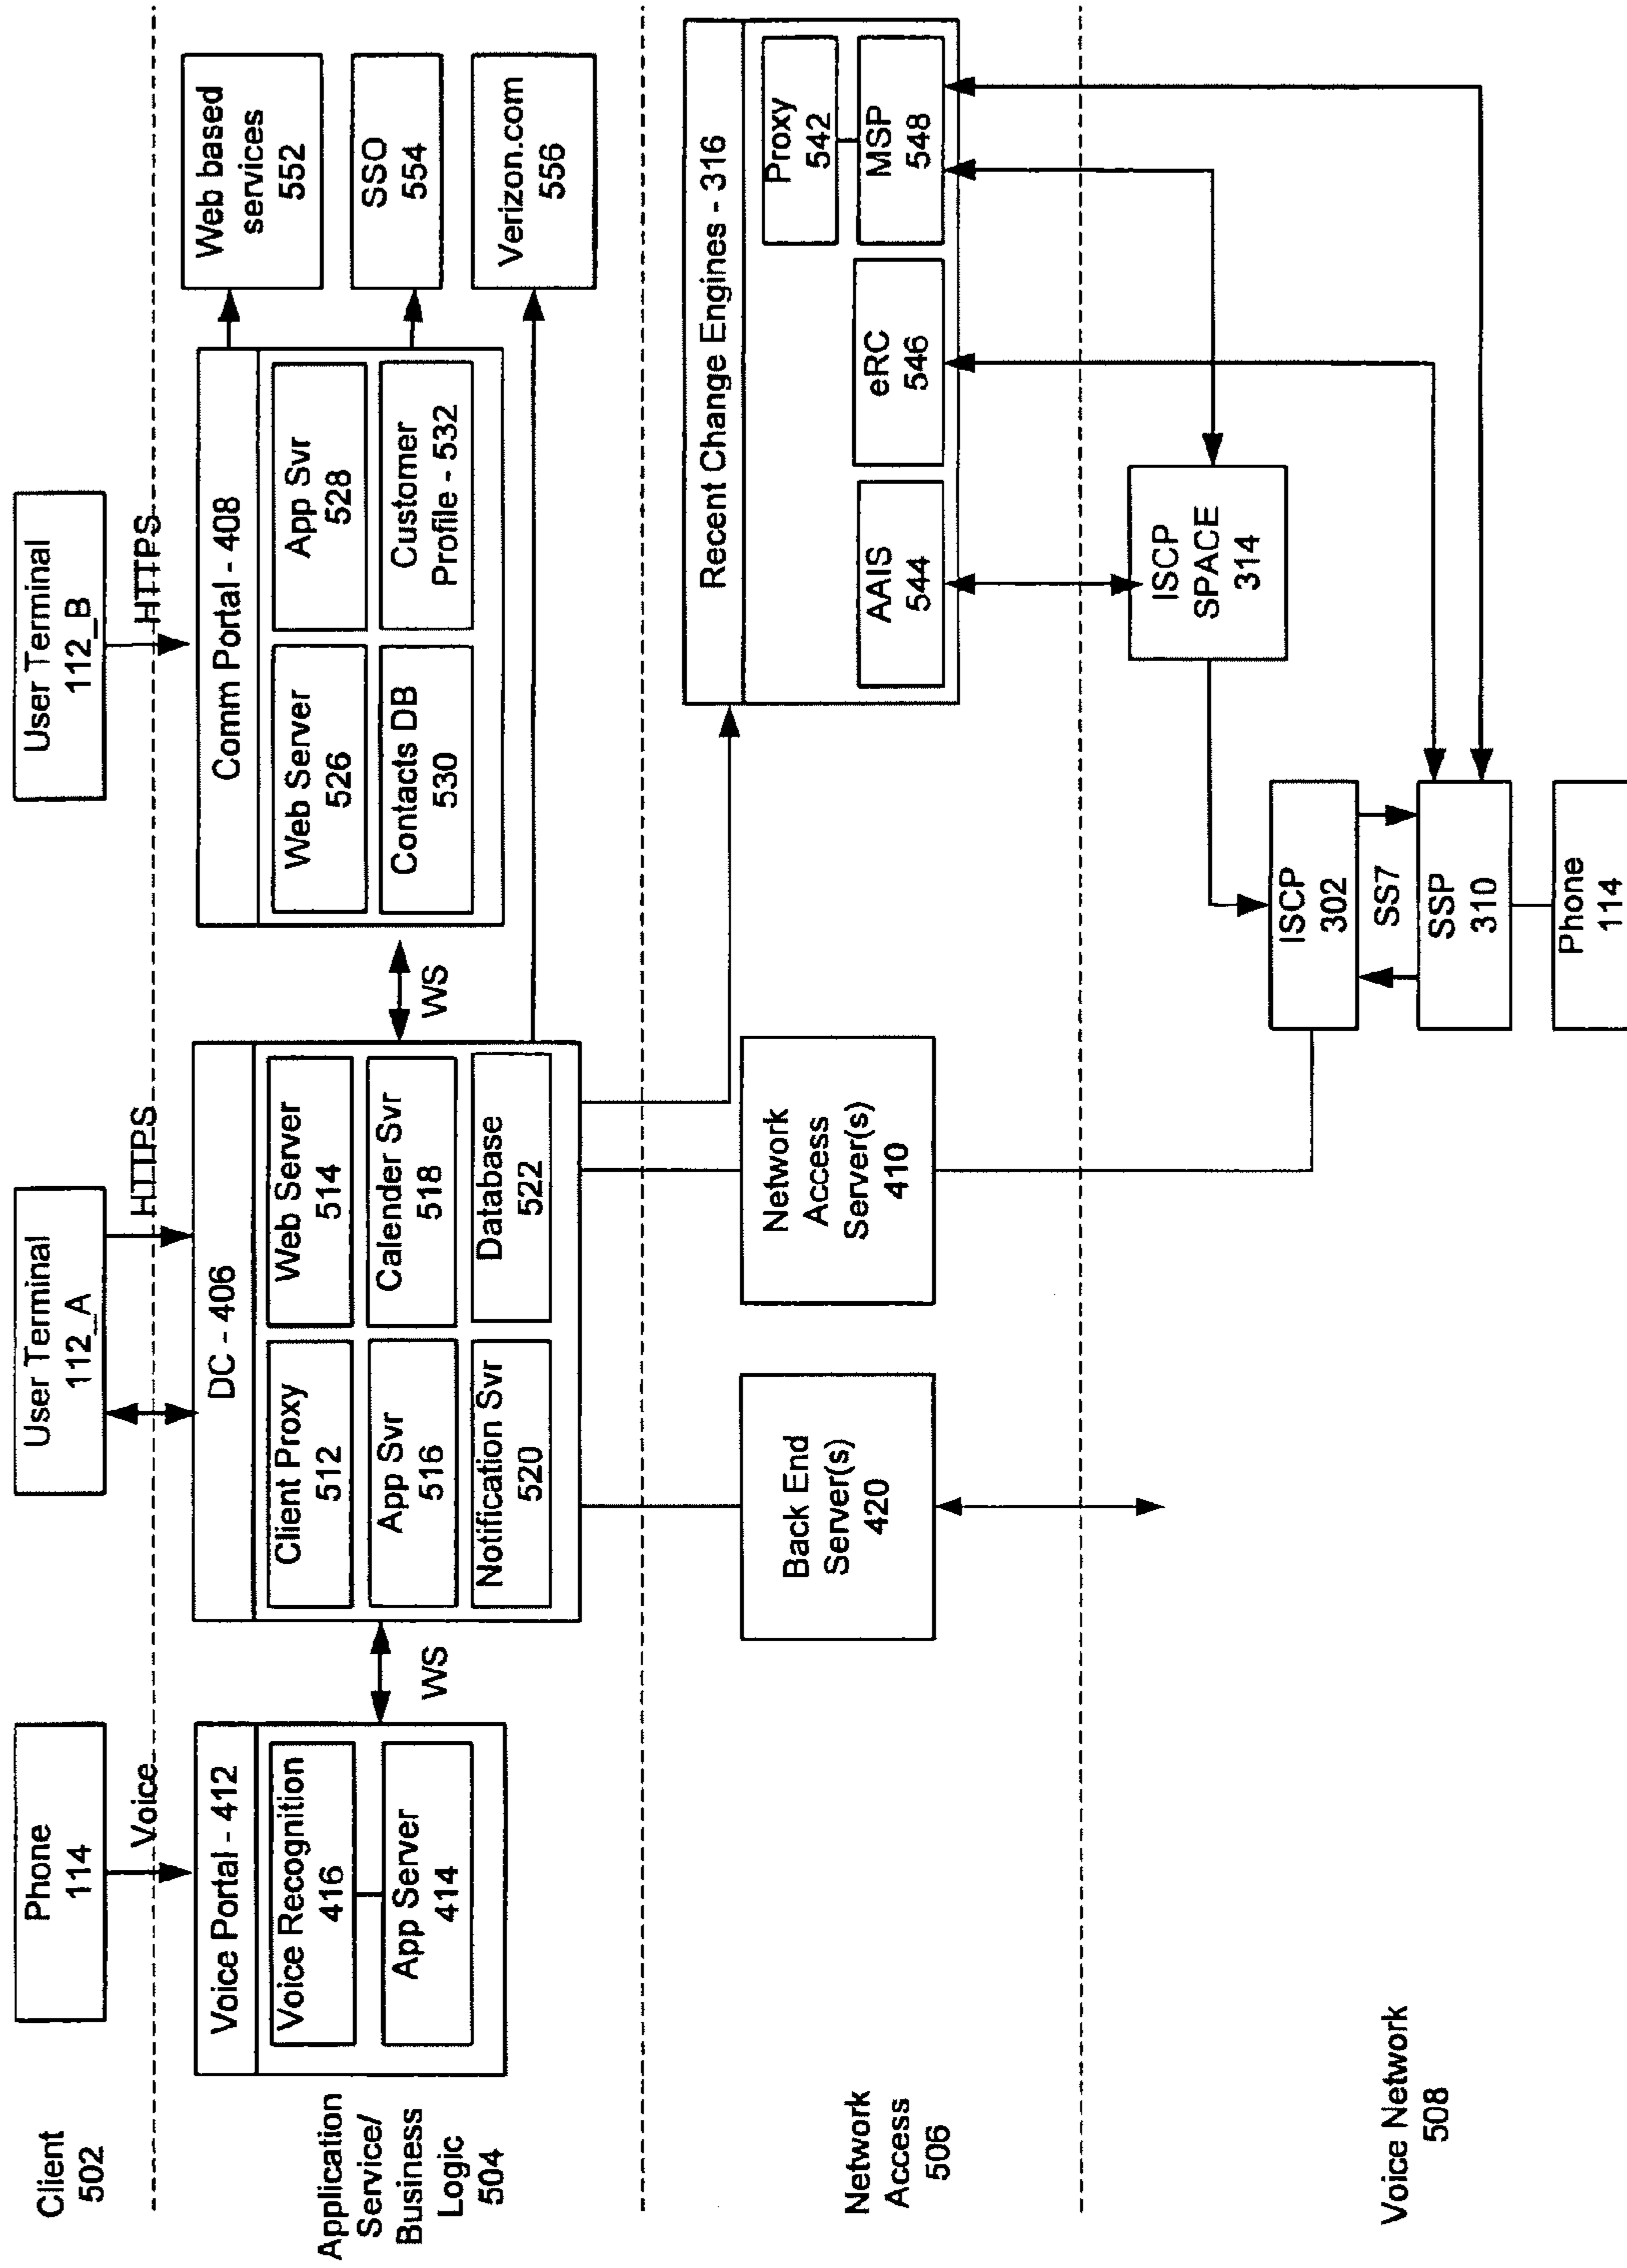 Client
502
Phone
114
User Terminal
112_A
User Terminal
112_B
Voice
HTTPS
HTTPS
Application
Service/
Business
Logic
504
Voice Portal - 412
Voice Recognition
416
App Server
414
WS
DC - 406
Client Proxy
512
Web Server
514
App Svr
516
Calender Svr
518
Notification Svr
520
Database
522
WS
Comm Portal - 408
Web Server
526
App Svr
528
Contacts DB
530
Customer
Profile - 532
Web based
services
552
SSO
554
Verizon.com
556
Network
Access
506
Back End
Server(s)
420
Network
Access
Server(s)
410
Recent Change Engines - 316
Proxy
542
AAIS
544
eRC
546
MSP
548
Voice Network
508
ISCP
SPACE
314
ISCP
302
SS7
SSP
310
Phone
114